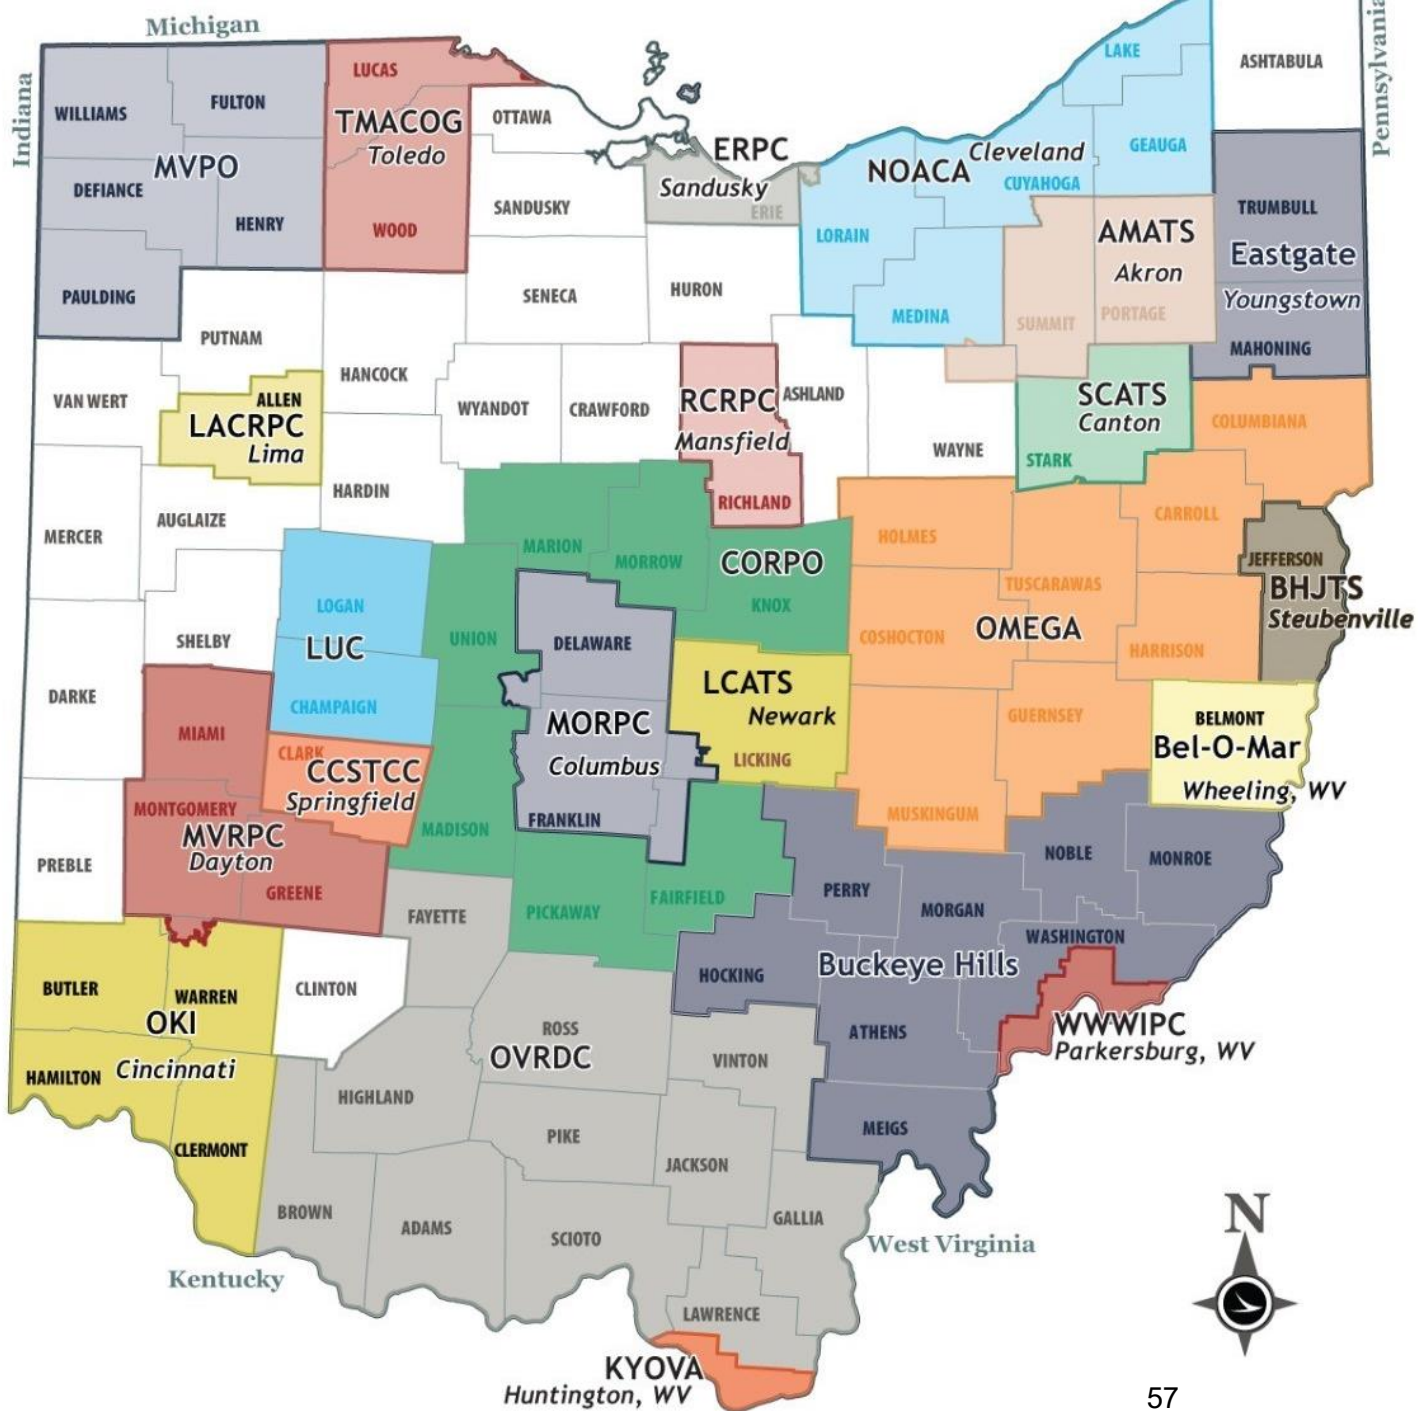 Michigan
Indiana
Pennsylvania
LAKE
ASHTABULA
LUCAS
FULTON
WILLIAMS
OTTAWA
TMACOG
Toledo
ERPC
Sandusky
ERIE
NOACA
Cleveland
CUYAHOGA
GEAUGA
MVPO
DEFIANCE
HENRY
WOOD
SANDUSKY
LORAIN
AMATS
Akron
TRUMBULL
Eastgate
Youngstown
PAULDING
SENECA
HURON
MEDINA
SUMMIT
PORTAGE
MAHONING
PUTNAM
HANCOCK
VAN WERT
ALLEN
LACRPC
Lima
WYANDOT
CRAWFORD
RCRPC
Mansfield
RICHLAND
ASHLAND
WAYNE
SCATS
Canton
STARK
COLUMBIANA
HARDIN
MERCER
AUGLAIZE
MARION
MORROW
CORPO
KNOX
HOLMES
TUSCARAWAS
CARROLL
JEFFERSON
BHJTS
Steubenville
LOGAN
LUC
CHAMPAIGN
UNION
DELAWARE
SHELBY
COSHOCTON
OMEGA
HARRISON
DARKE
MIAMI
LCATS
Newark
LICKING
MORPC
Columbus
FRANKLIN
GUERNSEY
BELMONT
Bel-O-Mar
Wheeling, WV
CLARK
CCSTCC
Springfield
MONTGOMERY
MVRPC
Dayton
GREENE
MADISON
MUSKINGUM
PREBLE
NOBLE
MONROE
PERRY
MORGAN
FAYETTE
PICKAWAY
FAIRFIELD
WASHINGTON
HOCKING
Buckeye Hills
BUTLER
WARREN
CLINTON
OKI
Cincinnati
HAMILTON
ROSS
OVRDC
VINTON
ATHENS
WWWIPC
Parkersburg, WV
HIGHLAND
PIKE
JACKSON
MEIGS
CLERMONT
BROWN
ADAMS
SCIOTO
GALLIA
West Virginia
Kentucky
LAWRENCE
KYOVA
Huntington, WV
N
57